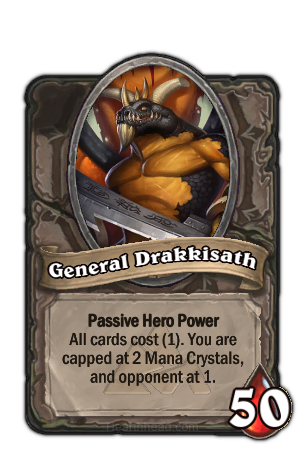 General Drakkisath
Passive Hero Power
All cards cost (1). You are
capped at 2 Mana Crystals,
and opponent at 1.
50